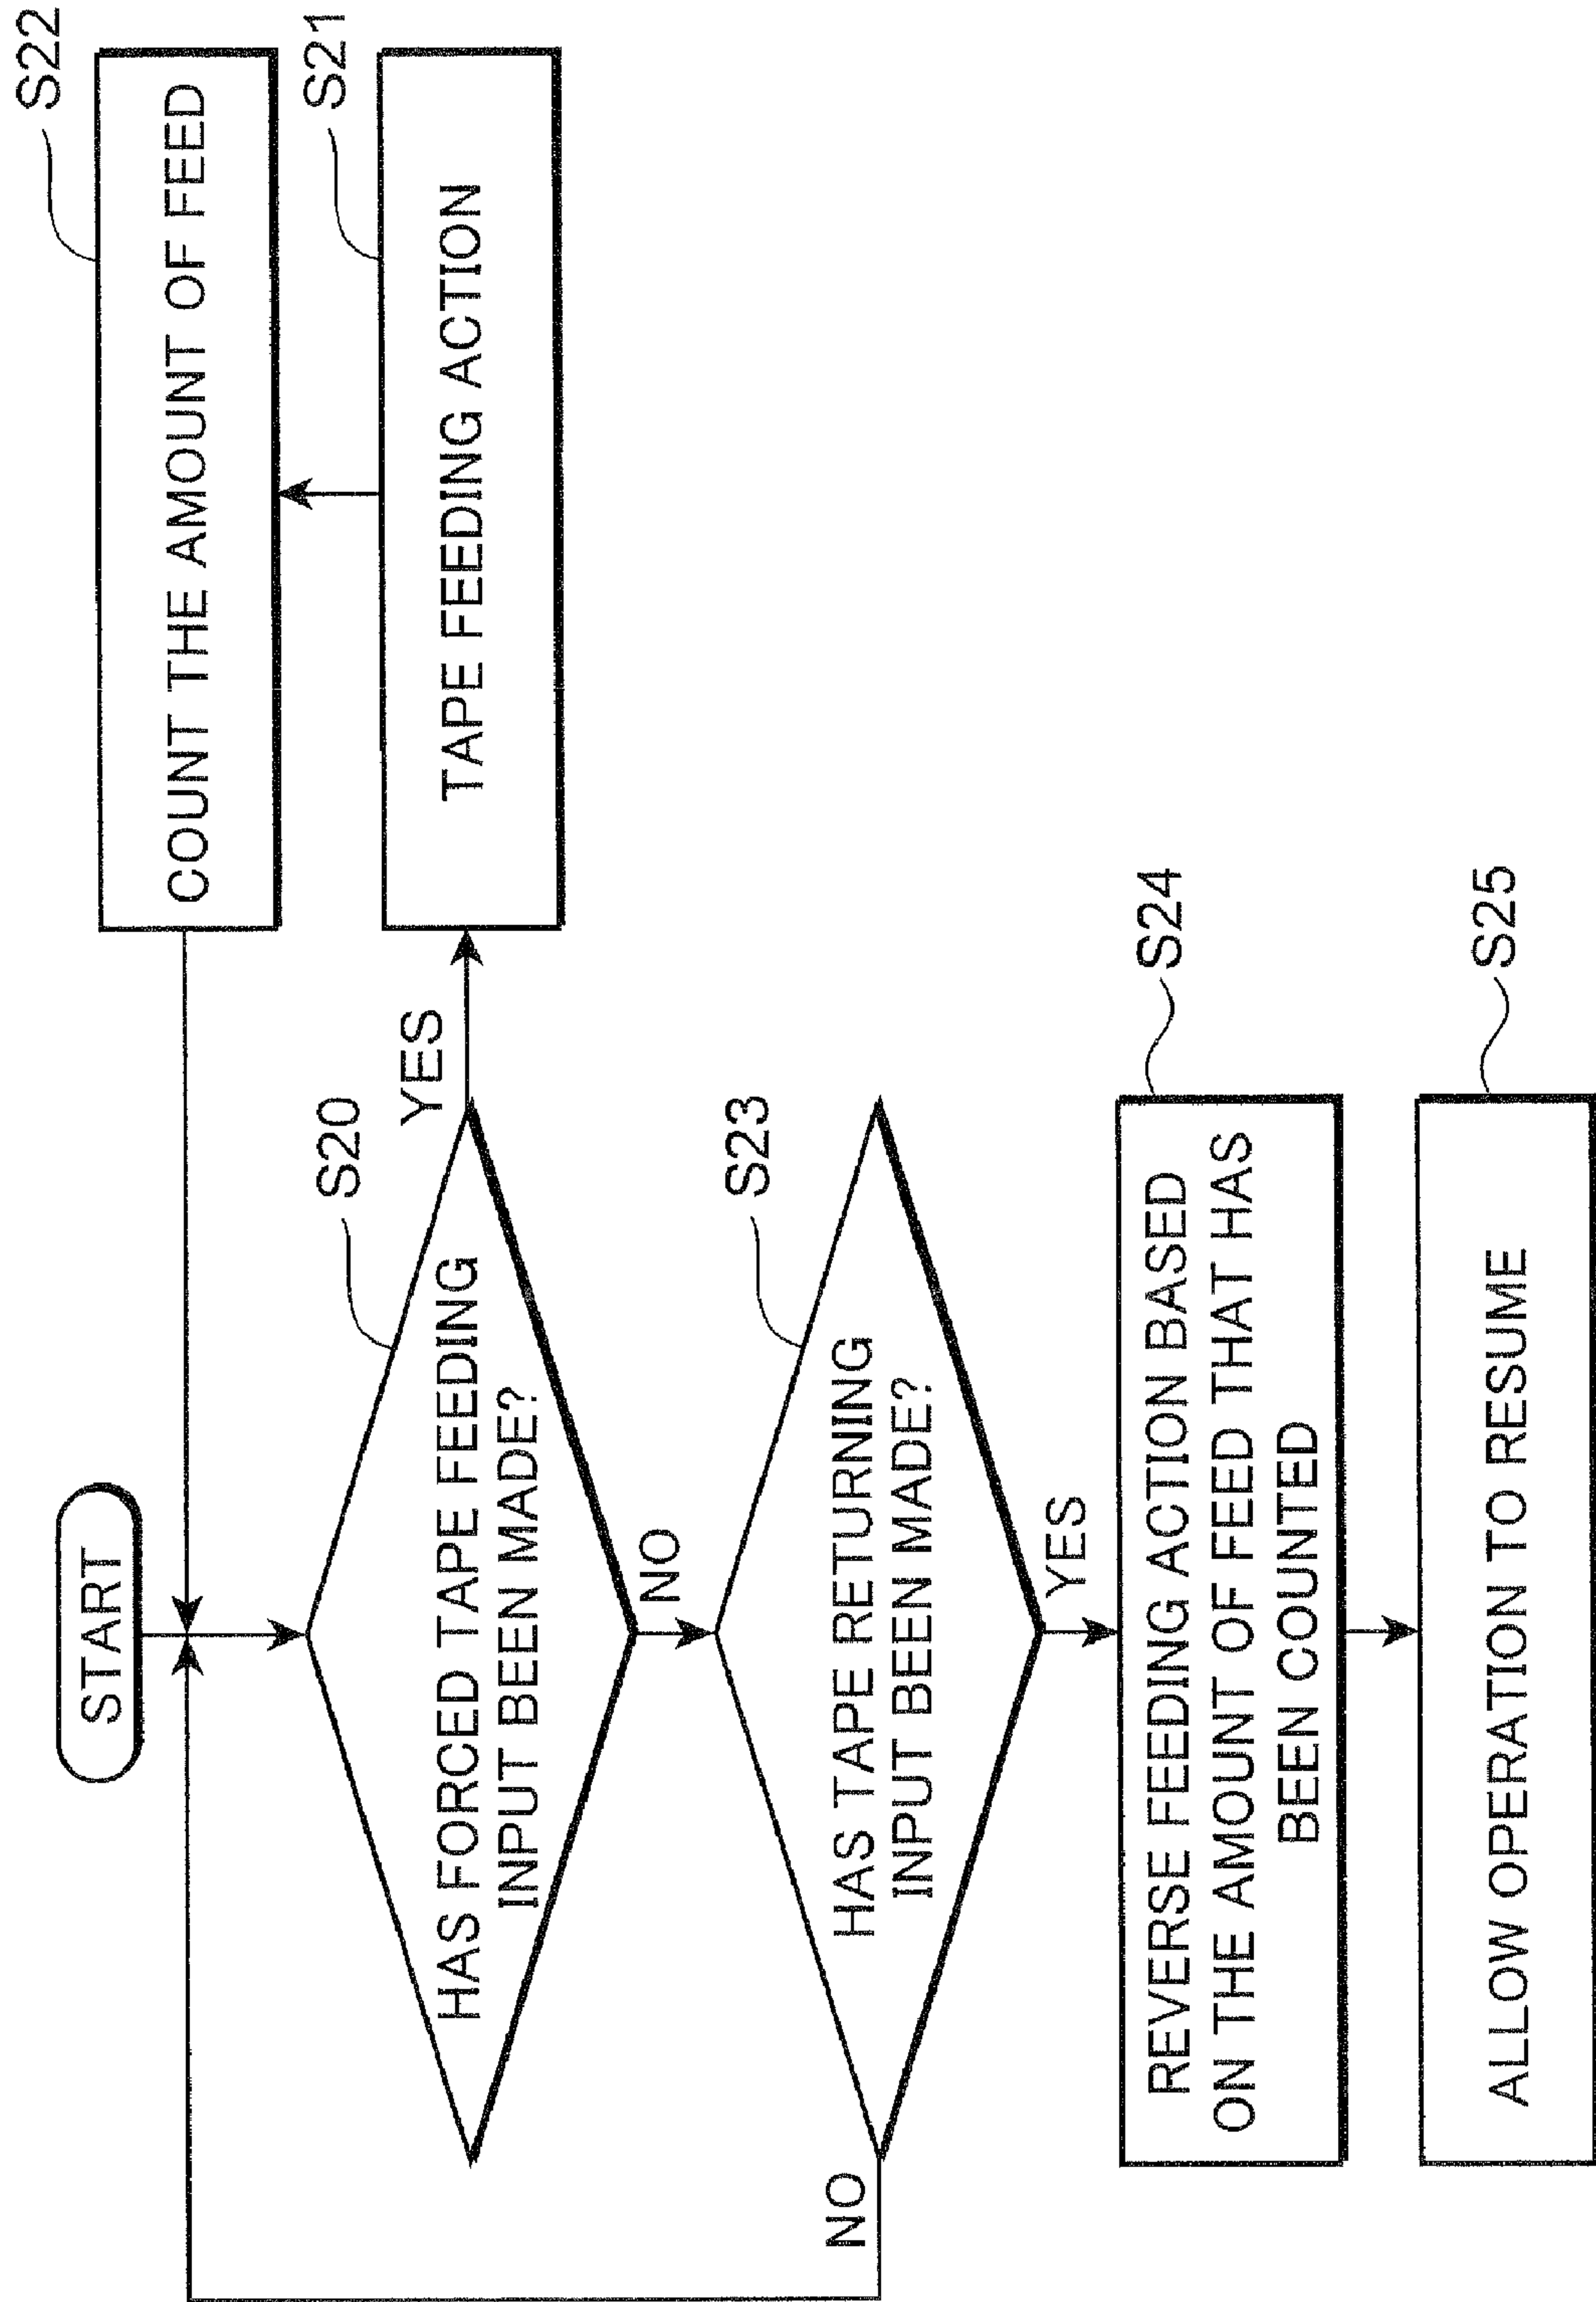 START
S20
HAS FORCED TAPE FEEDING
INPUT BEEN MADE?
YES
S21
TAPE FEEDING ACTION
S22
COUNT THE AMOUNT OF FEED
NO
S23
HAS TAPE RETURNING
INPUT BEEN MADE?
NO
YES
S24
REVERSE FEEDING ACTION BASED
ON THE AMOUNT OF FEED THAT HAS
BEEN COUNTED
S25
ALLOW OPERATION TO RESUME